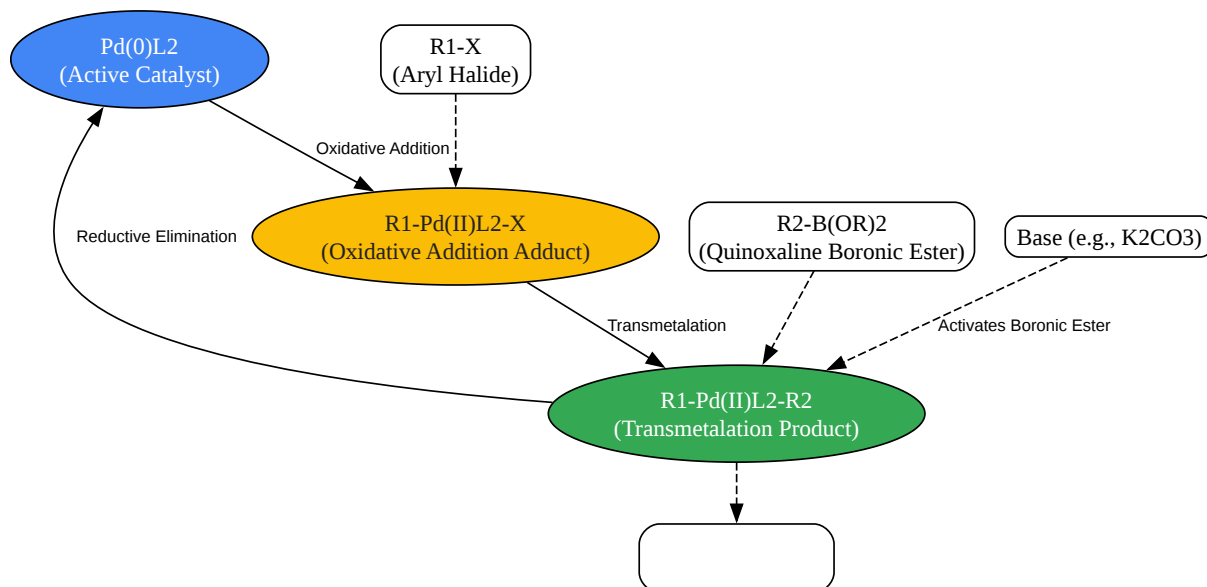 Pd(0)L2
(Active Catalyst)
R1-X
(Aryl Halide)
Oxidative Addition
R1-Pd(II)L2-X
(Oxidative Addition Adduct)
R2-B(OR)2
(Quinoxaline Boronic Ester)
Base (e.g., K2CO3)
Reductive Elimination
Transmetalation
Activates Boronic Ester
R1-Pd(II)L2-R2
(Transmetalation Product)